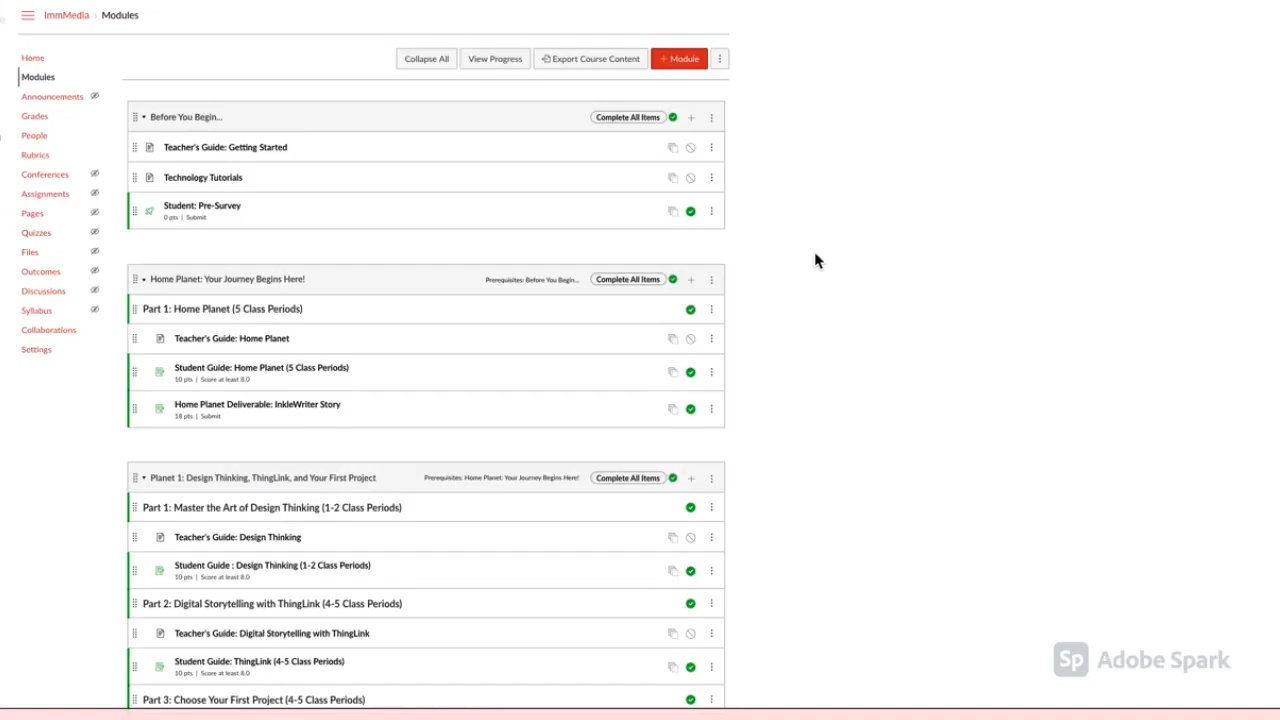 ImmMedia › Modules
Collapse All View Progress Export Course Content + Module
Home
Modules
Announcements
Grades
People
Rubrics
Conferences
Assignments
Pages
Quizzes
Files
Outcomes
Discussions
Syllabus
Collaborations
Settings
Before You Begin... Complete All Items
Teacher's Guide: Getting Started
Technology Tutorials
Student: Pre-Survey
0 pts | Submit
Home Planet: Your Journey Begins Here! Prerequisites: Before You Begin... Complete All Items
Part 1: Home Planet (5 Class Periods)
Teacher's Guide: Home Planet
Student Guide: Home Planet (5 Class Periods)
10 pts | Score at least 8.0
Home Planet Deliverable: InkleWriter Story
18 pts | Submit
Planet 1: Design Thinking, ThingLink, and Your First Project Prerequisites: Home Planet: Your Journey Begins Here! Complete All Items
Part 1: Master the Art of Design Thinking (1-2 Class Periods)
Teacher's Guide: Design Thinking
Student Guide : Design Thinking (1-2 Class Periods)
10 pts | Score at least 8.0
Part 2: Digital Storytelling with ThingLink (4-5 Class Periods)
Teacher's Guide: Digital Storytelling with ThingLink
Student Guide: ThingLink (4-5 Class Periods)
10 pts | Score at least 8.0
Part 3: Choose Your First Project (4-5 Class Periods)
Sp Adobe Spark